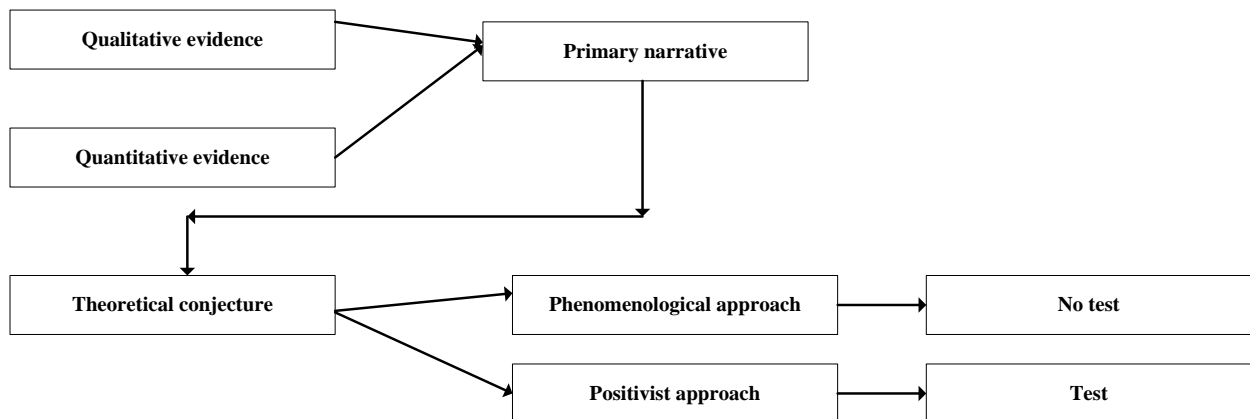 Qualitative evidence
Primary narrative
Quantitative evidence
Theoretical conjecture
Phenomenological approach
No test
Positivist approach
Test